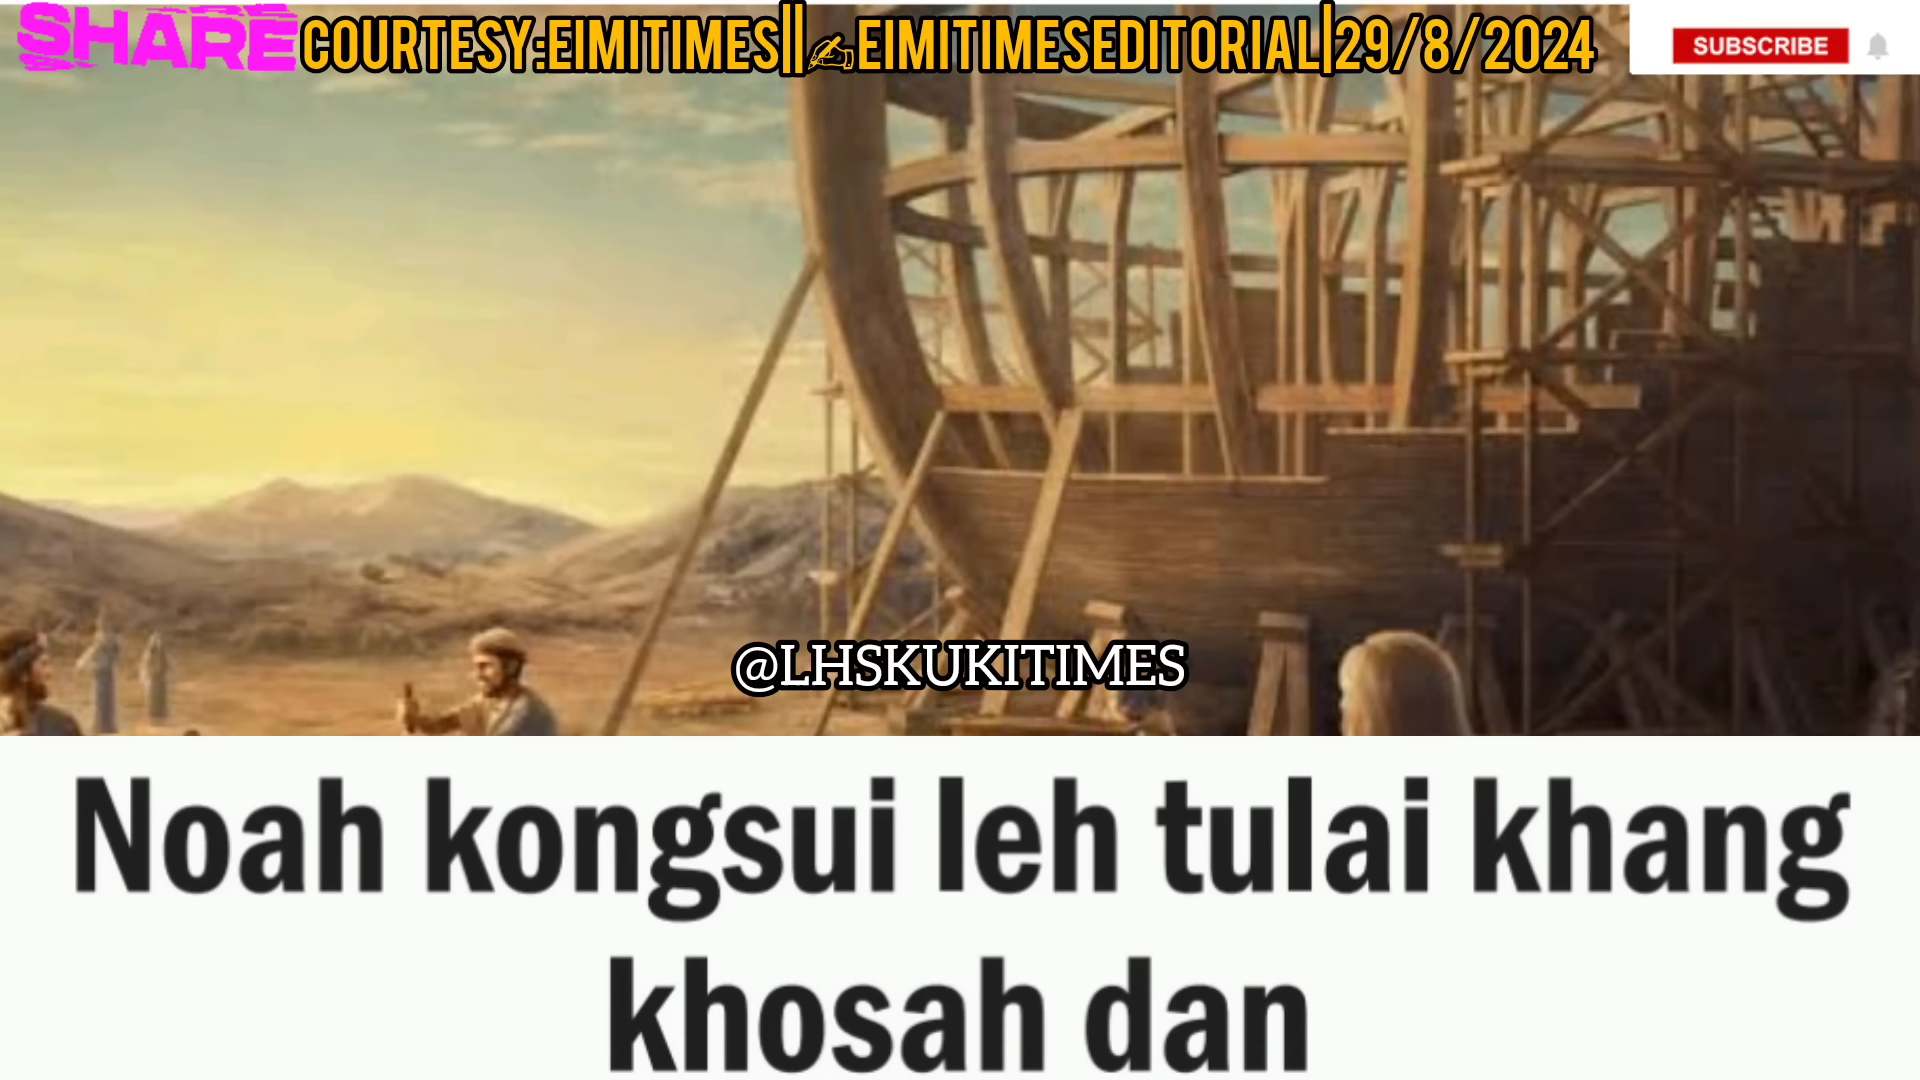 SHARE COURTESY:EIMITIMES||✍EIMITIMESEDITORIAL|29/8/2024 SUBSCRIBE
@LHSKUKITIMES
Noah kongsui leh tulai khang
khosah dan